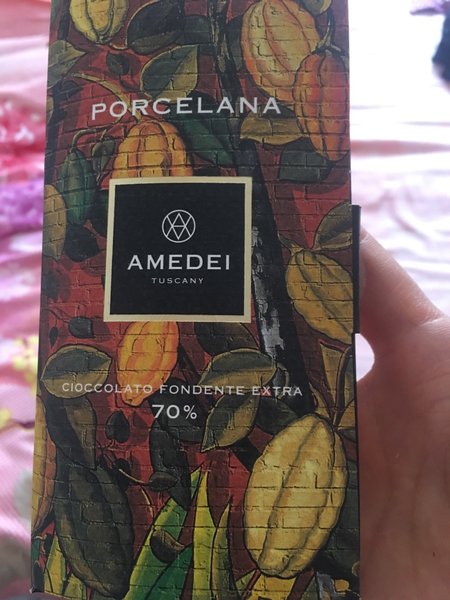 PORCELANA
AMEDEI
TUSCANY
CIOCCOLATO FONDENTE EXTRA
70%